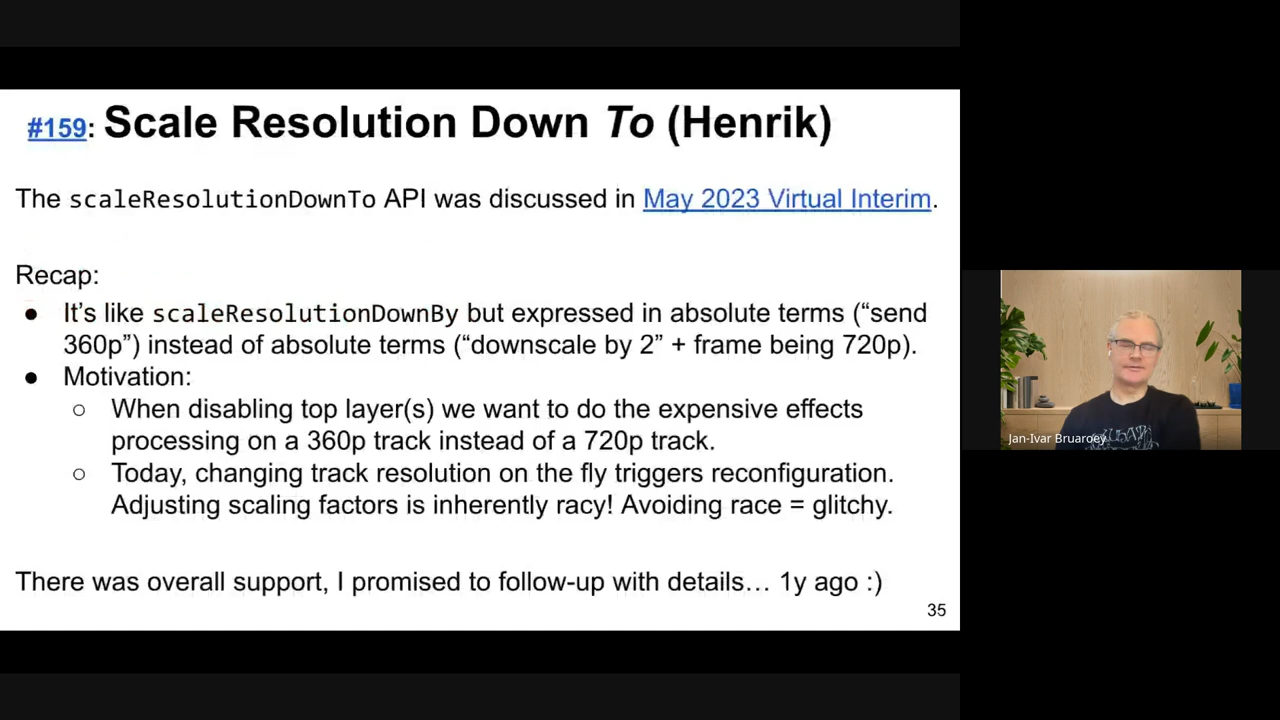 #159: Scale Resolution Down To (Henrik)
The scaleResolutionDownTo API was discussed in May 2023 Virtual Interim.
Recap:
● It's like scaleResolutionDownBy but expressed in absolute terms (“send
360p”) instead of absolute terms (“downscale by 2” + frame being 720p).
● Motivation:
○ When disabling top layer(s) we want to do the expensive effects
processing on a 360p track instead of a 720p track.
○ Today, changing track resolution on the fly triggers reconfiguration.
Adjusting scaling factors is inherently racy! Avoiding race = glitchy.
There was overall support, I promised to follow-up with details… 1y ago :)
35
Jan-Ivar Bruaroey